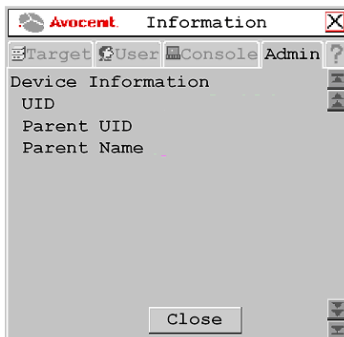 Avocent. Information X
Target User Console Admin ?
Device Information
UID
Parent UID
Parent Name
Close